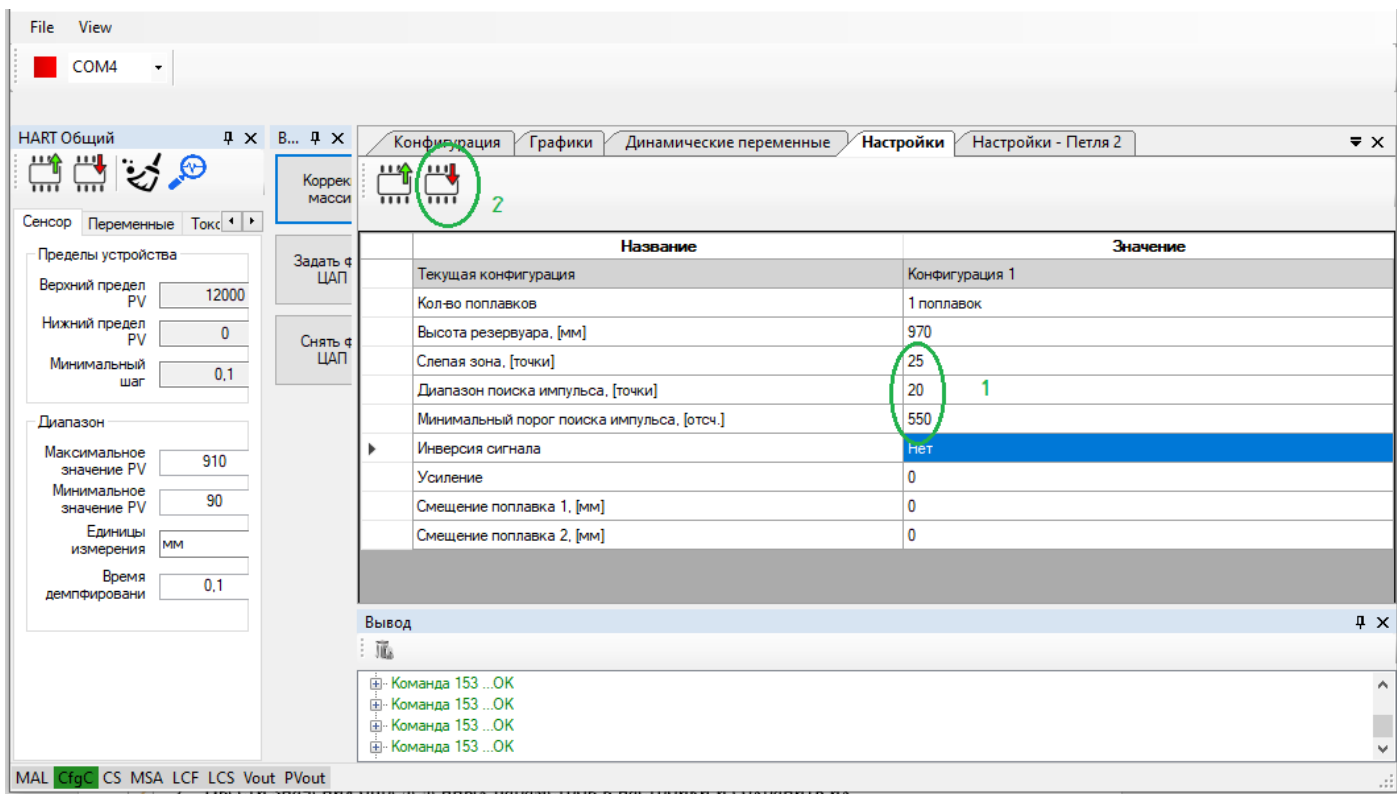 File View
COM4
HART Общий
В...
Конфигурация Графики Динамические переменные Настройки Настройки - Петля 2
2
Сенсор Переменные Токс
Пределы устройства
Верхний предел PV 12000
Нижний предел PV 0
Минимальный шаг 0,1
Диапазон
Максимальное значение PV 910
Минимальное значение PV 90
Единицы измерения мм
Время демпфировани 0,1
Коррек
масси
Задать ф
ЦАП
Снять ф
ЦАП
Название Значение
Текущая конфигурация Конфигурация 1
Кол-во поплавков 1 поплавок
Высота резервуара, [мм] 970
Слепая зона, [точки] 25
Диапазон поиска импульса, [точки] 20 1
Минимальный порог поиска импульса, [отсч.] 550
Инверсия сигнала Нет
Усиление 0
Смещение поплавка 1, [мм] 0
Смещение поплавка 2, [мм] 0
Вывод
Команда 153 ...OK
Команда 153 ...OK
Команда 153 ...OK
Команда 153 ...OK
MAL CfgC CS MSA LCF LCS Vout PVout